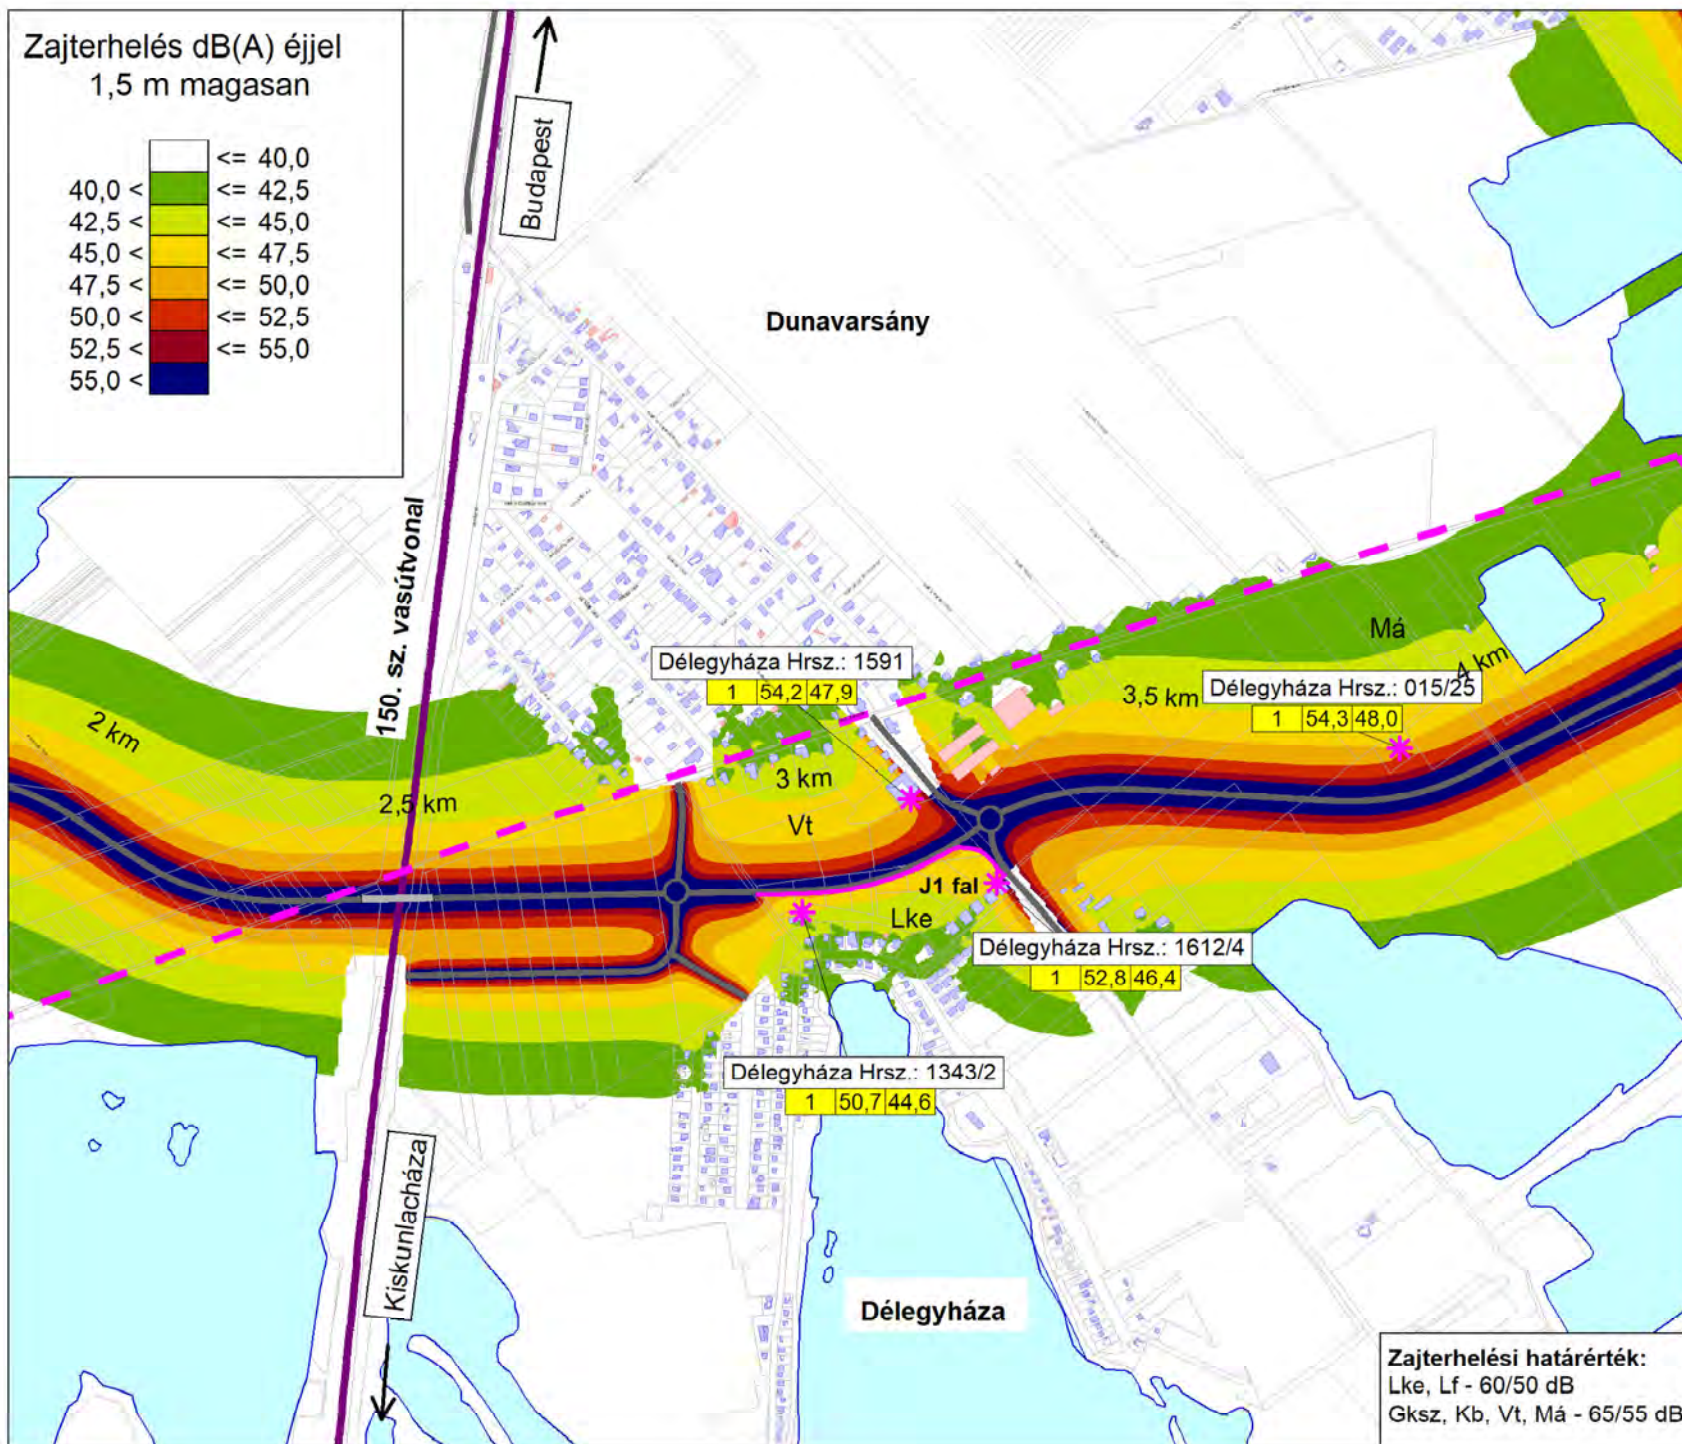 Zajterhelés dB(A) éjjel
1,5 m magasan
<= 40,0
40,0 < <= 42,5
42,5 < <= 45,0
45,0 < <= 47,5
47,5 < <= 50,0
50,0 < <= 52,5
52,5 < <= 55,0
55,0 <
Budapest
Dunavarsány
150. sz. vasútvonal
Má
Délegyháza Hrsz.: 1591
1 54,2 47,9
4 km
3,5 km
Délegyháza Hrsz.: 015/25
1 54,3 48,0
2 km
2,5 km
3 km
Vt
J1 fal
Lke
Délegyháza Hrsz.: 1612/4
1 52,8 46,4
Délegyháza Hrsz.: 1343/2
1 50,7 44,6
Kiskunlacháza
Délegyháza
Zajterhelési határérték:
Lke, Lf - 60/50 dB
Gksz, Kb, Vt, Má - 65/55 dB